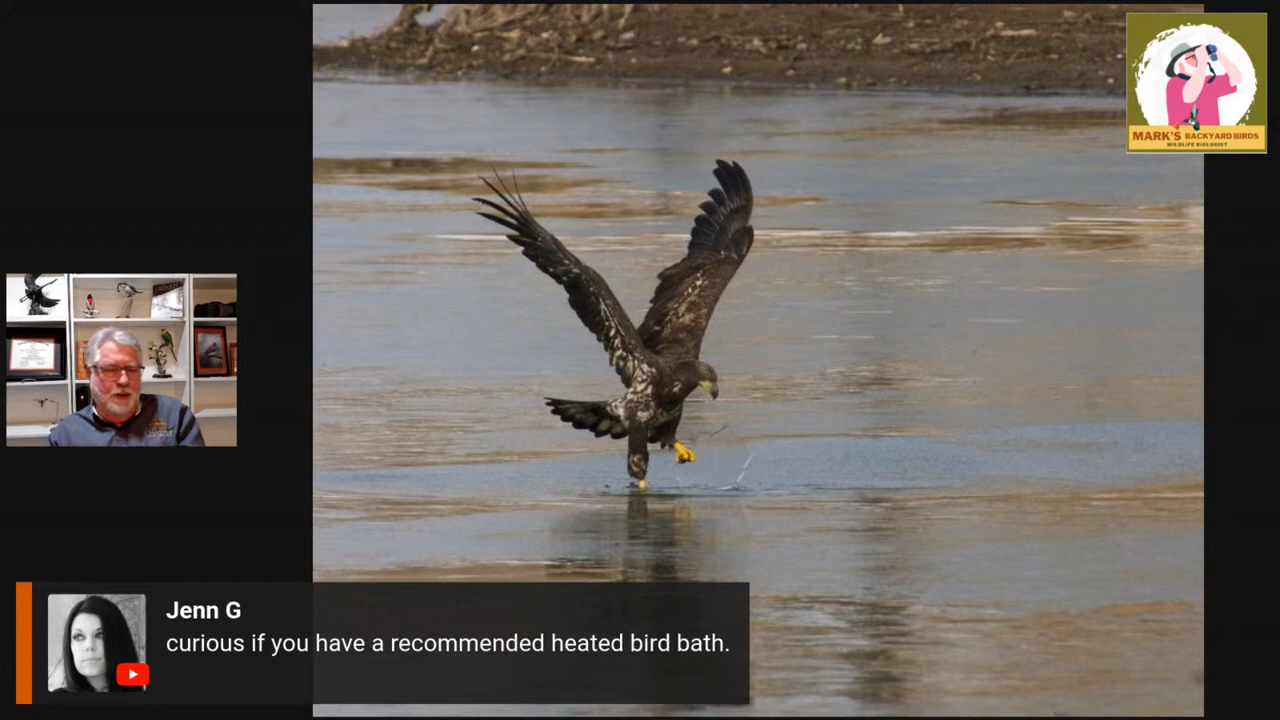 MARK'S BACKYARD BIRDS
WILDLIFE BIOLOGIST
Jenn G
curious if you have a recommended heated bird bath.